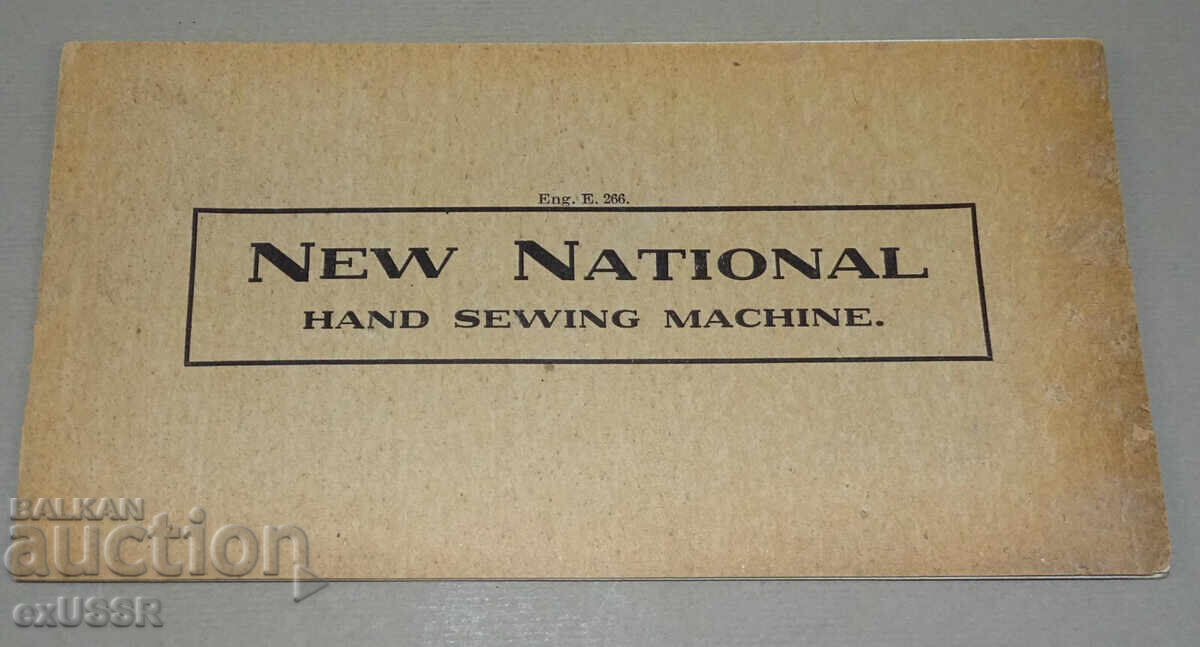 Eng. E. 266.
NEW NATIONAL
HAND SEWING MACHINE.
BALKAN
auction
exUSSR